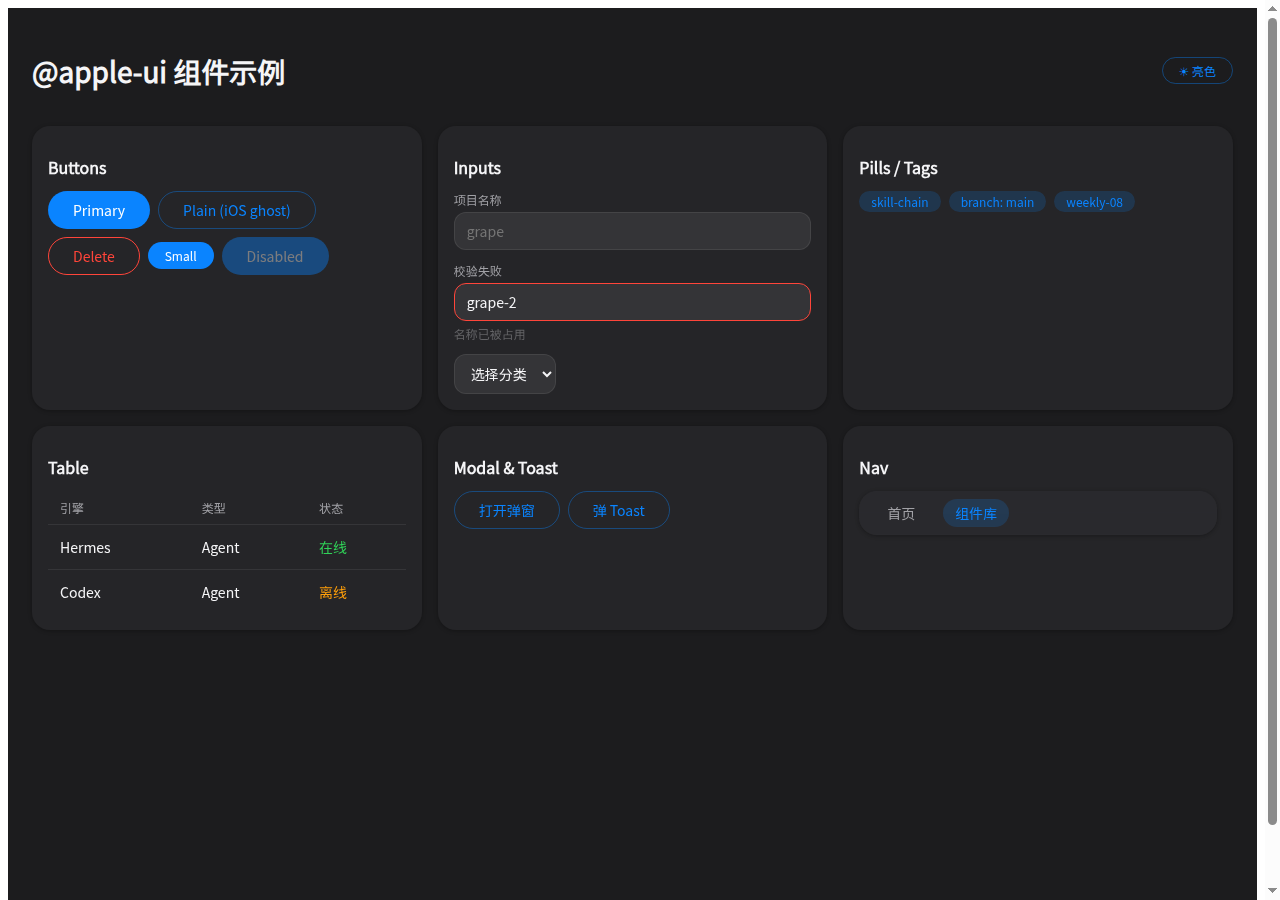 @apple-ui 组件示例
☀ 亮色
Buttons
Primary
Plain (iOS ghost)
Delete
Small
Disabled
Inputs
项目名称
grape
校验失败
grape-2
名称已被占用
选择分类
Pills / Tags
skill-chain
branch: main
weekly-08
Table
引擎 类型 状态
Hermes Agent 在线
Codex Agent 离线
Modal & Toast
打开弹窗
弹 Toast
Nav
首页
组件库